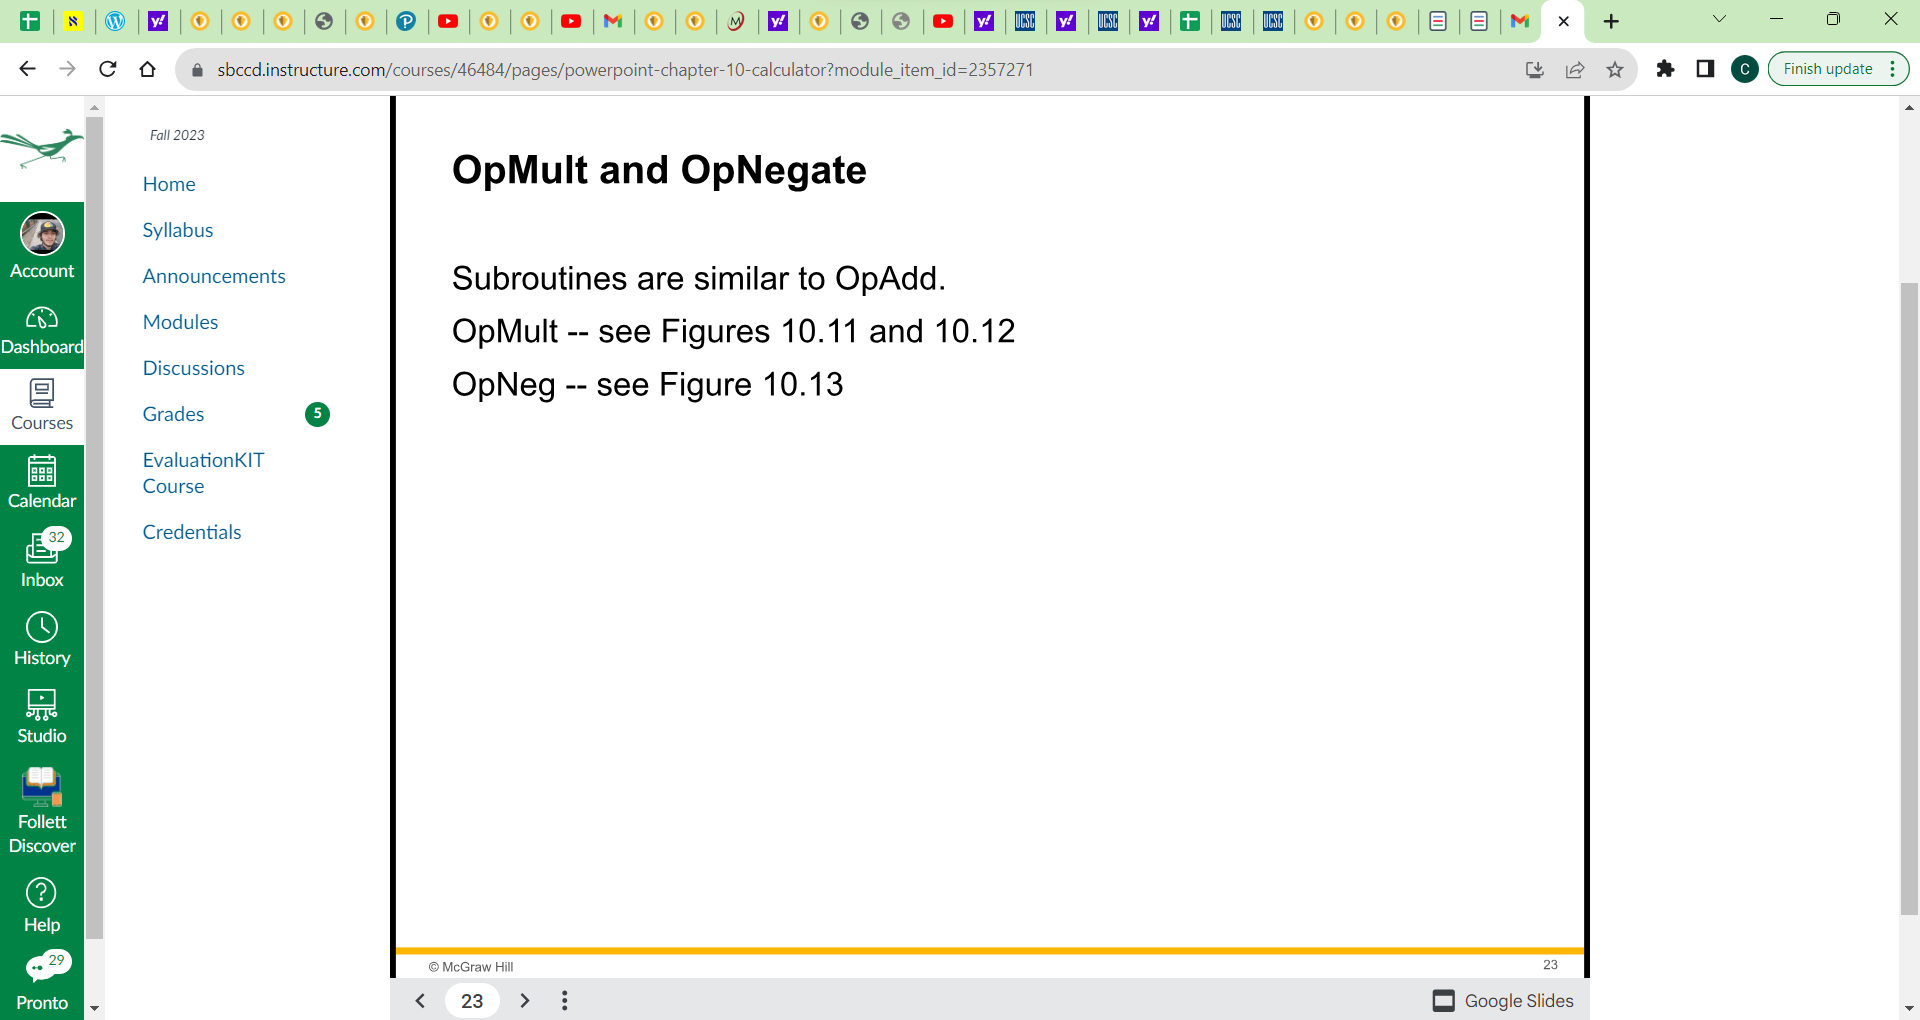 sbccd.instructure.com/courses/46484/pages/powerpoint-chapter-10-calculator?module_item_id=2357271
C
Finish update
Account
Dashboard
Courses
Calendar
32
Inbox
History
Studio
Follett
Discover
Help
29
Pronto
Fall 2023
Home
Syllabus
Announcements
Modules
Discussions
Grades 5
EvaluationKIT
Course
Credentials
OpMult and OpNegate
Subroutines are similar to OpAdd.
OpMult -- see Figures 10.11 and 10.12
OpNeg -- see Figure 10.13
© McGraw Hill
23
23
Google Slides